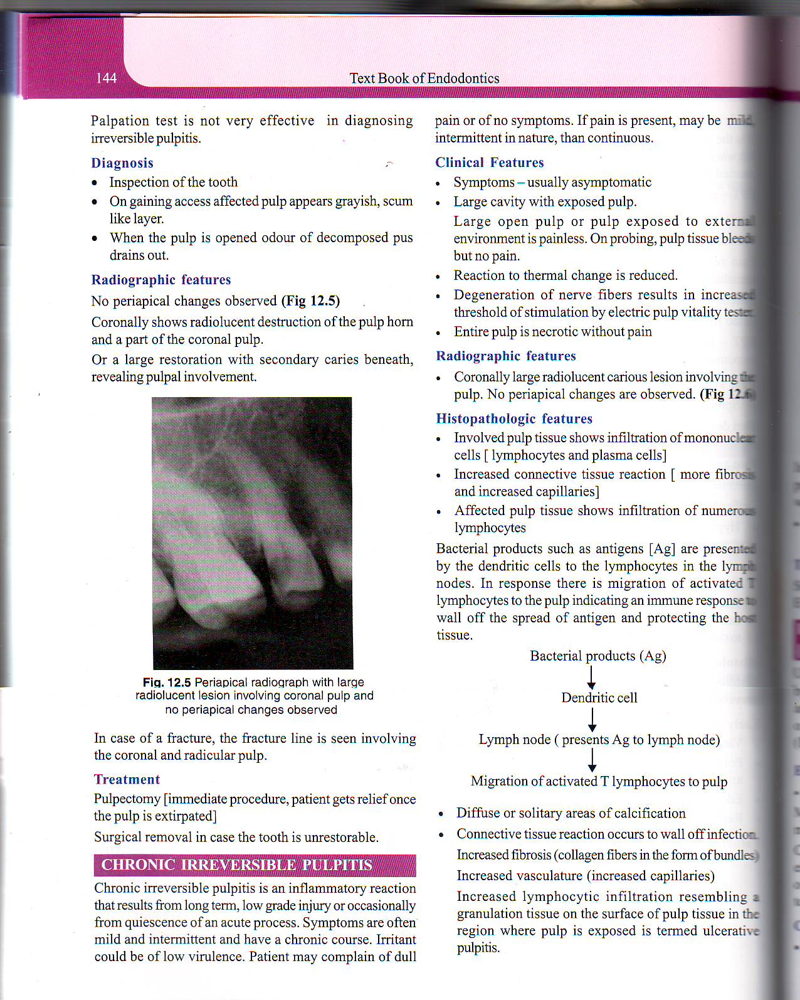 144
Text Book of Endodontics
Palpation test is not very effective in diagnosing
irreversible pulpitis.
Diagnosis
• Inspection of the tooth
• On gaining access affected pulp appears grayish, scum
like layer.
• When the pulp is opened odour of decomposed pus
drains out.
Radiographic features
No periapical changes observed (Fig 12.5)
Coronally shows radiolucent destruction of the pulp horn
and a part of the coronal pulp.
Or a large restoration with secondary caries beneath,
revealing pulpal involvement.
Fig. 12.5 Periapical radiograph with large
radiolucent lesion involving coronal pulp and
no periapical changes observed
In case of a fracture, the fracture line is seen involving
the coronal and radicular pulp.
Treatment
Pulpectomy [immediate procedure, patient gets relief once
the pulp is extirpated]
Surgical removal in case the tooth is unrestorable.
CHRONIC IRREVERSIBLE PULPITIS
Chronic irreversible pulpitis is an inflammatory reaction
that results from long term, low grade injury or occasionally
from quiescence of an acute process. Symptoms are often
mild and intermittent and have a chronic course. Irritant
could be of low virulence. Patient may complain of dull
pain or of no symptoms. If pain is present, may be mild,
intermittent in nature, than continuous.
Clinical Features
• Symptoms – usually asymptomatic
• Large cavity with exposed pulp.
Large open pulp or pulp exposed to external
environment is painless. On probing, pulp tissue bleeds
but no pain.
• Reaction to thermal change is reduced.
• Degeneration of nerve fibers results in increased
threshold of stimulation by electric pulp vitality tester.
• Entire pulp is necrotic without pain
Radiographic features
• Coronally large radiolucent carious lesion involving the
pulp. No periapical changes are observed. (Fig 12.6)
Histopathologic features
• Involved pulp tissue shows infiltration of mononuclear
cells [ lymphocytes and plasma cells]
• Increased connective tissue reaction [ more fibrosis
and increased capillaries]
• Affected pulp tissue shows infiltration of numerous
lymphocytes
Bacterial products such as antigens [Ag] are presented
by the dendritic cells to the lymphocytes in the lymph
nodes. In response there is migration of activated T
lymphocytes to the pulp indicating an immune response to
wall off the spread of antigen and protecting the host
tissue.
Bacterial products (Ag)
Dendritic cell
Lymph node ( presents Ag to lymph node)
Migration of activated T lymphocytes to pulp
• Diffuse or solitary areas of calcification
• Connective tissue reaction occurs to wall off infection.
Increased fibrosis (collagen fibers in the form of bundles)
Increased vasculature (increased capillaries)
Increased lymphocytic infiltration resembling a
granulation tissue on the surface of pulp tissue in the
region where pulp is exposed is termed ulcerative
pulpitis.